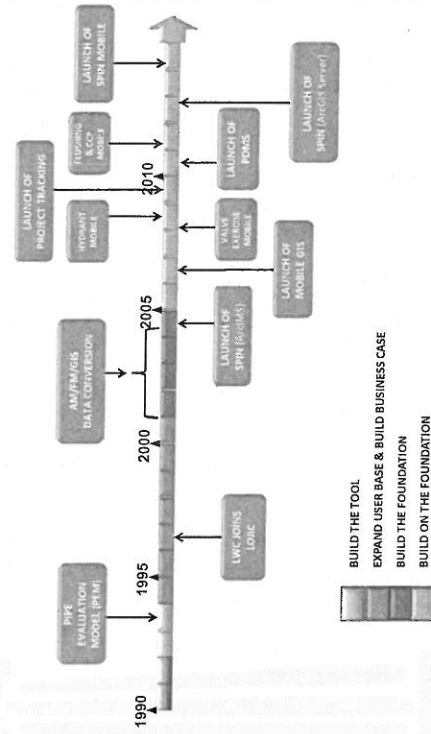 PIPE
EVALUATION
MODEL (PEM)
AM/FM/GIS
DATA CONVERSION
HYDRANT
MOBILE
LAUNCH OF
PROJECT TRACKING
FLUSHING
& CCP
MOBILE
LAUNCH OF
SPIN MOBILE
1990
1995
2000
2005
2010
LWC JOINS
LOJIC
LAUNCH OF
SPIN (ArcIMS)
LAUNCH OF
MOBILE GIS
VALVE
EXERCISE
MOBILE
LAUNCH OF
PDMS
LAUNCH OF
SPIN (ArcGIS Server)
BUILD THE TOOL
EXPAND USER BASE & BUILD BUSINESS CASE
BUILD THE FOUNDATION
BUILD ON THE FOUNDATION